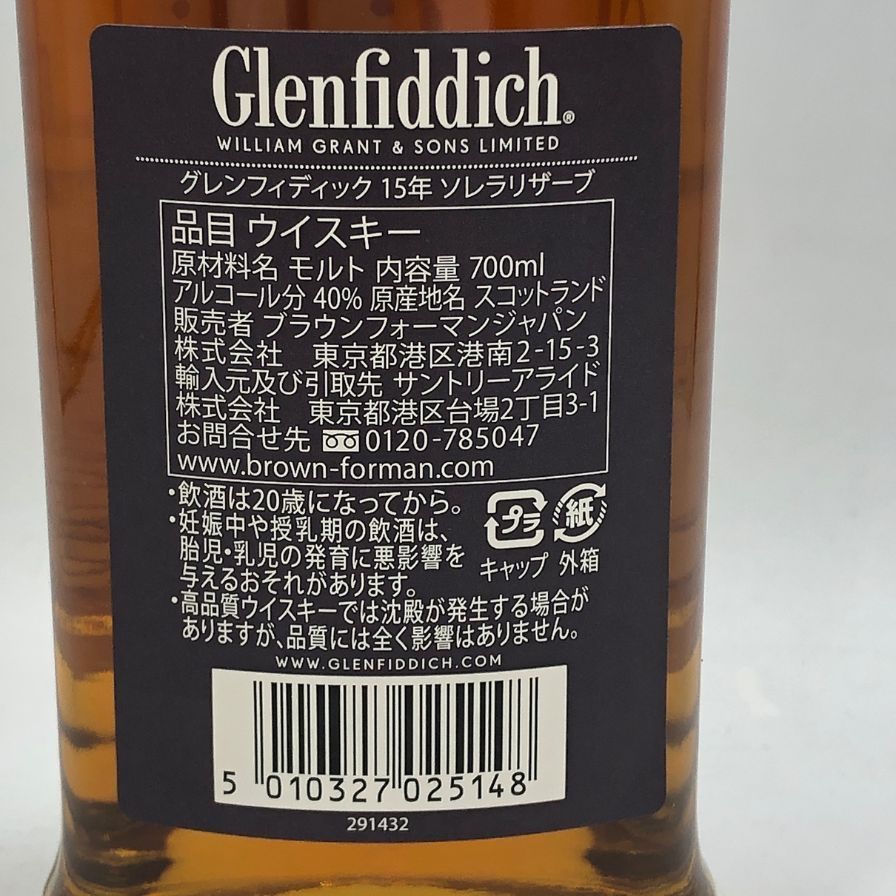 Glenfiddich®
WILLIAM GRANT & SONS LIMITED
グレンフィディック 15年 ソレラリザーブ
品目 ウイスキー
原材料名 モルト 内容量 700ml
アルコール分 40% 原産地名 スコットランド
販売者 ブラウンフォーマンジャパン
株式会社 東京都港区港南2-15-3
輸入元及び引取先 サントリーアライド
株式会社 東京都港区台場2丁目3-1
お問合せ先 0120-785047
www.brown-forman.com
・飲酒は20歳になってから。
・妊娠中や授乳期の飲酒は、
胎児・乳児の発育に悪影響を
与えるおそれがあります。
プラ 紙
キャップ 外箱
・高品質ウイスキーでは沈殿が発生する場合が
ありますが、品質には全く影響はありません。
WWW.GLENFIDDICH.COM
5 010327 025148
291432